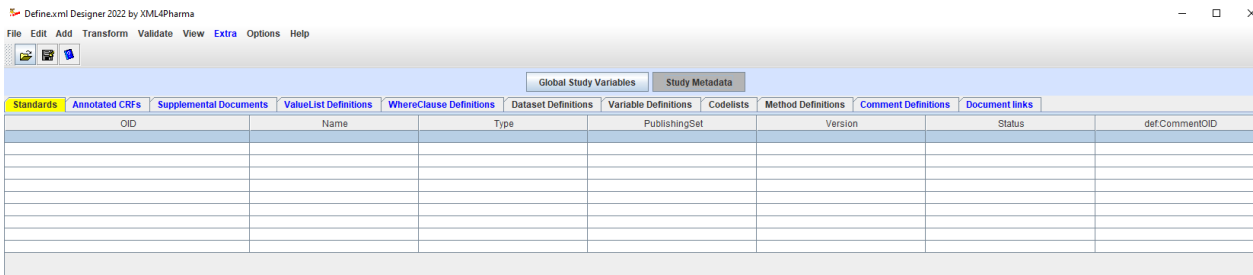 Define.xml Designer 2022 by XML4Pharma
File Edit Add Transform Validate View Extra Options Help
Global Study Variables Study Metadata
Standards Annotated CRFs Supplemental Documents ValueList Definitions WhereClause Definitions Dataset Definitions Variable Definitions Codelists Method Definitions Comment Definitions Document links
OID Name Type PublishingSet Version Status def:CommentOID